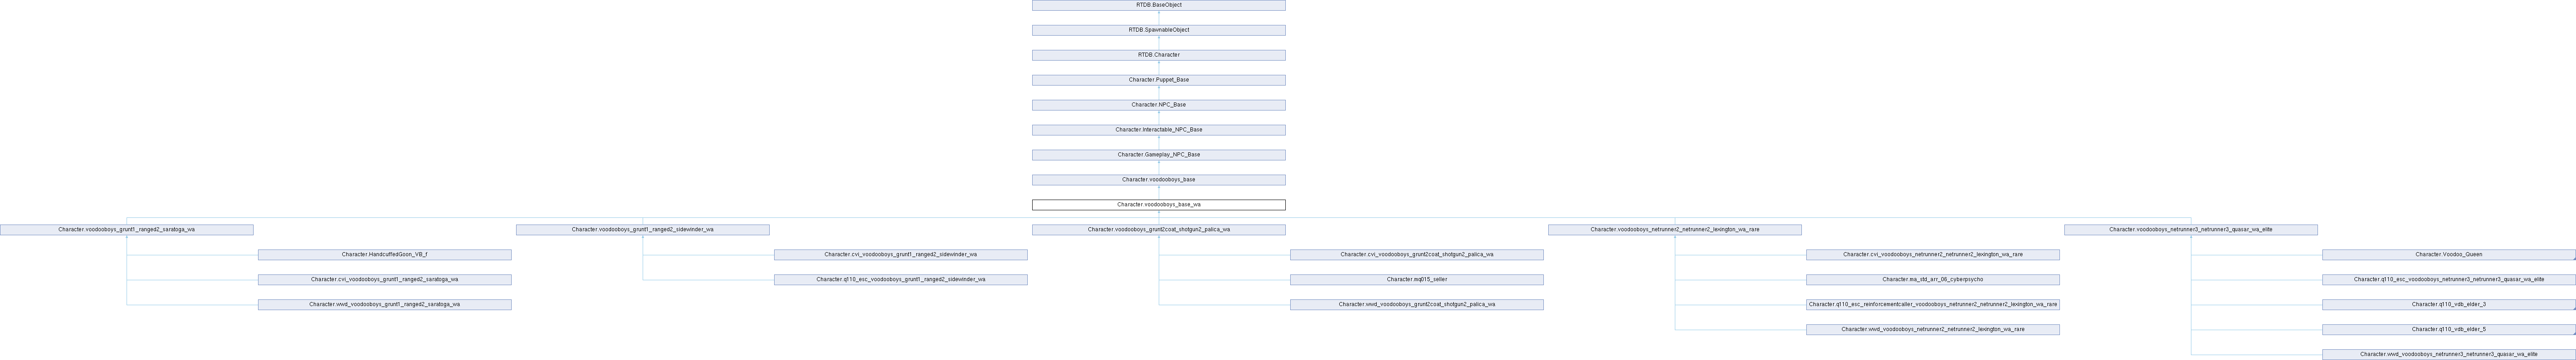 RTDB.BaseObject
RTDB.SpawnableObject
RTDB.Character
Character.Puppet_Base
Character.NPC_Base
Character.Interactable_NPC_Base
Character.Gameplay_NPC_Base
Character.voodooboys_base
Character.voodooboys_base_wa
Character.voodooboys_grunt1_ranged2_saratoga_wa
Character.voodooboys_grunt1_ranged2_sidewinder_wa
Character.voodooboys_grunt2coat_shotgun2_palica_wa
Character.voodooboys_netrunner2_netrunner2_lexington_wa_rare
Character.voodooboys_netrunner3_netrunner3_quasar_wa_elite
Character.HandcuffedGoon_VB_f
Character.cvi_voodooboys_grunt1_ranged2_sidewinder_wa
Character.cvi_voodooboys_grunt2coat_shotgun2_palica_wa
Character.cvi_voodooboys_netrunner2_netrunner2_lexington_wa_rare
Character.Voodoo_Queen
Character.cvi_voodooboys_grunt1_ranged2_saratoga_wa
Character.q110_esc_voodooboys_grunt1_ranged2_sidewinder_wa
Character.mq015_seller
Character.ma_std_arr_06_cyberpsycho
Character.q110_esc_voodooboys_netrunner3_netrunner3_quasar_wa_elite
Character.wwd_voodooboys_grunt1_ranged2_saratoga_wa
Character.wwd_voodooboys_grunt2coat_shotgun2_palica_wa
Character.q110_esc_reinforcementcaller_voodooboys_netrunner2_netrunner2_lexington_wa_rare
Character.q110_vdb_elder_3
Character.wwd_voodooboys_netrunner2_netrunner2_lexington_wa_rare
Character.q110_vdb_elder_5
Character.wwd_voodooboys_netrunner3_netrunner3_quasar_wa_elite